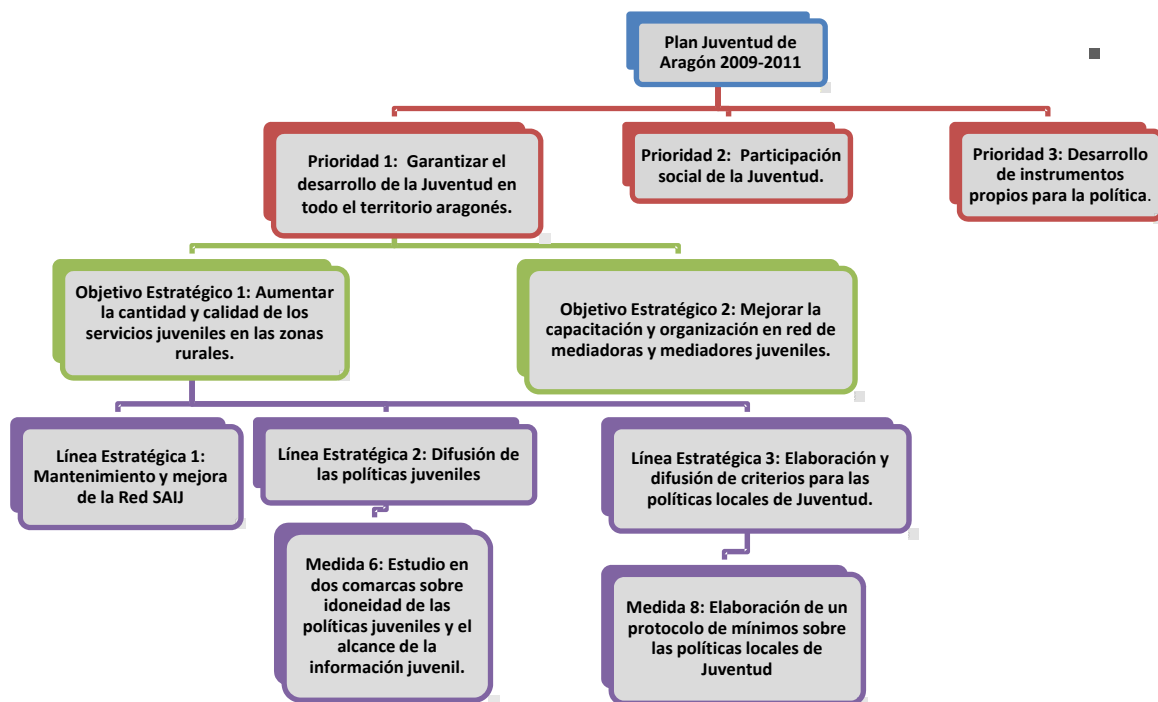 Plan Juventud de
Aragón 2009-2011
Prioridad 1: Garantizar el
desarrollo de la Juventud en
todo el territorio aragonés.
Prioridad 2: Participación
social de la Juventud.
Prioridad 3: Desarrollo
de instrumentos
propios para la política.
Objetivo Estratégico 1: Aumentar
la cantidad y calidad de los
servicios juveniles en las zonas
rurales.
Objetivo Estratégico 2: Mejorar la
capacitación y organización en red de
mediadoras y mediadores juveniles.
Línea Estratégica 1:
Mantenimiento y mejora
de la Red SAIJ
Línea Estratégica 2: Difusión de
las políticas juveniles
Línea Estratégica 3: Elaboración y
difusión de criterios para las
políticas locales de Juventud.
Medida 6: Estudio en
dos comarcas sobre
idoneidad de las
políticas juveniles y el
alcance de la
información juvenil.
Medida 8: Elaboración de un
protocolo de mínimos sobre
las políticas locales de
Juventud